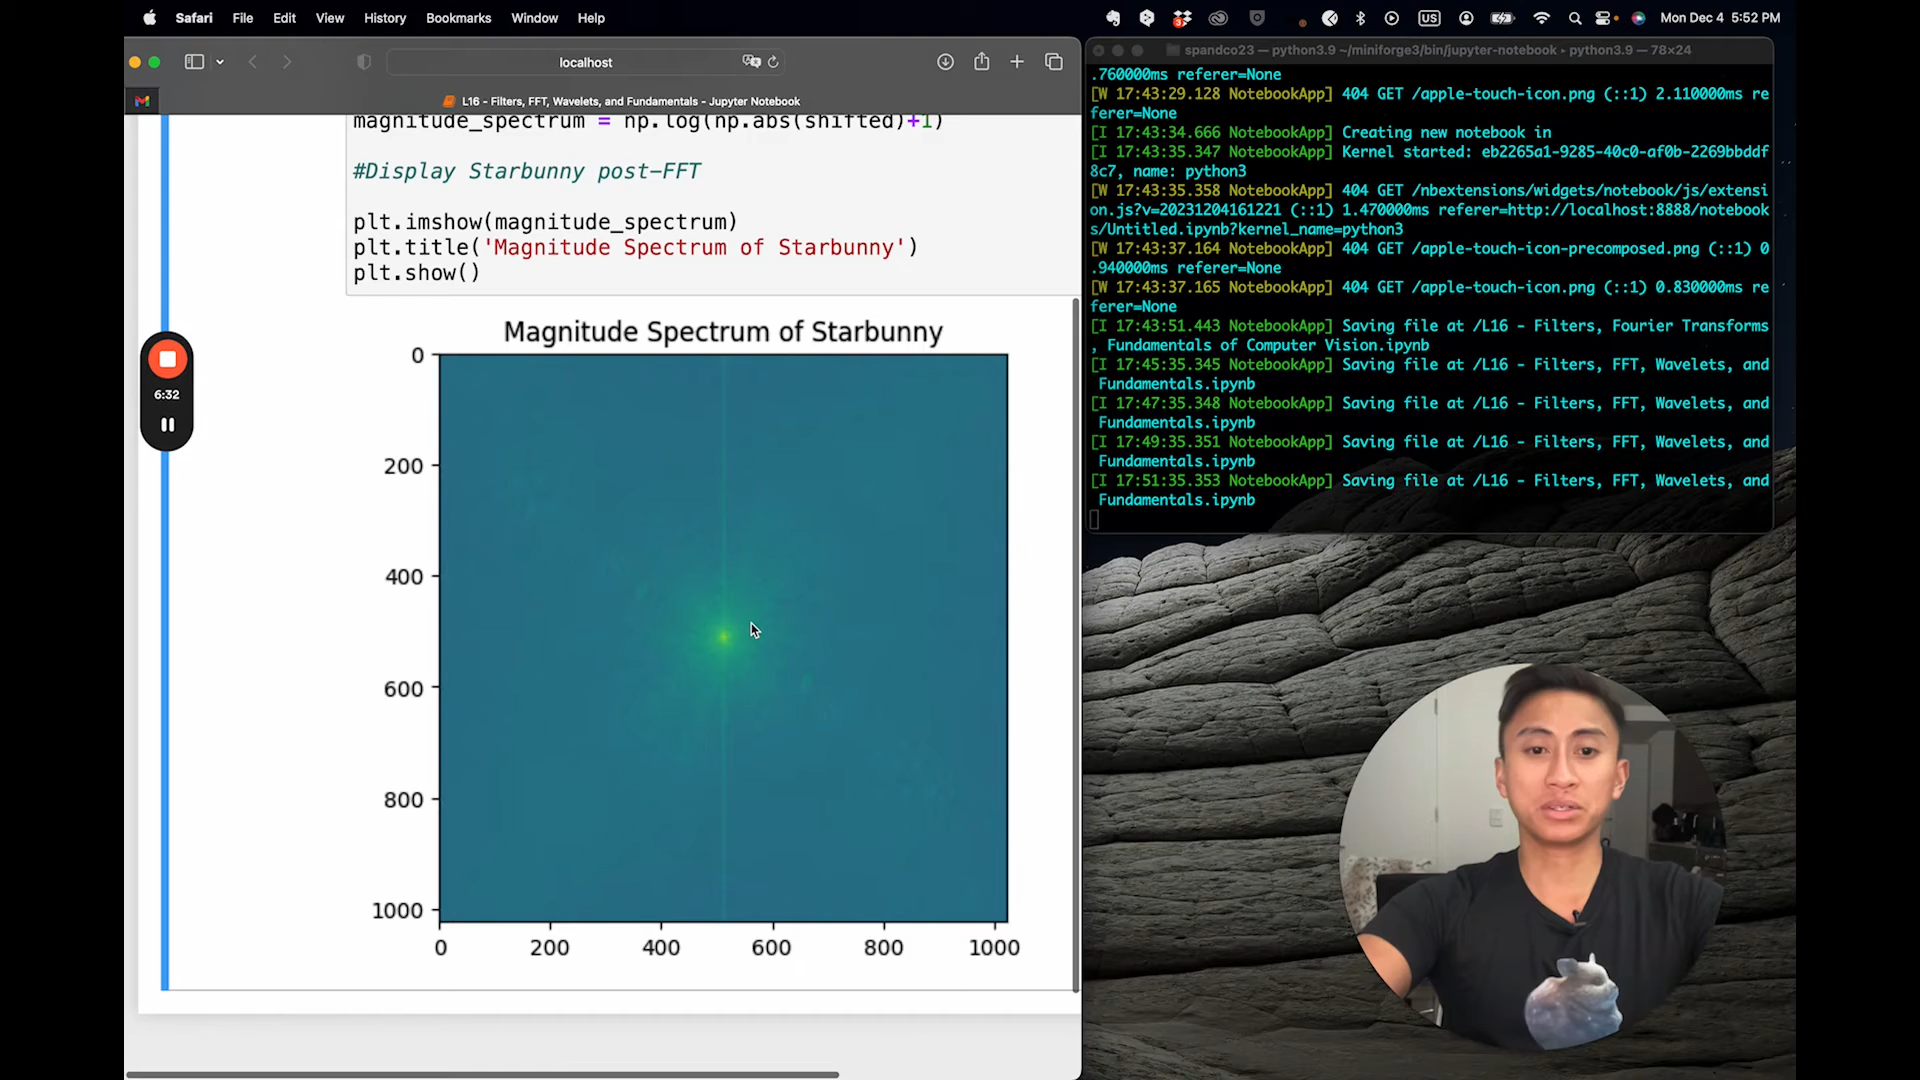 Safari File Edit View History Bookmarks Window Help
3
US
Mon Dec 4 5:52 PM
localhost
L16 - Filters, FFT, Wavelets, and Fundamentals - Jupyter Notebook
magnitude_spectrum = np.log(np.abs(shifted)+1)
#Display Starbunny post-FFT
plt.imshow(magnitude_spectrum)
plt.title('Magnitude Spectrum of Starbunny')
plt.show()
6:32
Magnitude Spectrum of Starbunny
0
200
400
600
800
1000
0 200 400 600 800 1000
spandco23 — python3.9 ~/miniforge3/bin/jupyter-notebook ▸ python3.9 — 78×24
.760000ms referer=None
[W 17:43:29.128 NotebookApp] 404 GET /apple-touch-icon.png (::1) 2.110000ms re
ferer=None
[I 17:43:34.666 NotebookApp] Creating new notebook in
[I 17:43:35.347 NotebookApp] Kernel started: eb2265a1-9285-40c0-af0b-2269bbddf
8c7, name: python3
[W 17:43:35.358 NotebookApp] 404 GET /nbextensions/widgets/notebook/js/extensi
on.js?v=20231204161221 (::1) 1.470000ms referer=http://localhost:8888/notebook
s/Untitled.ipynb?kernel_name=python3
[W 17:43:37.164 NotebookApp] 404 GET /apple-touch-icon-precomposed.png (::1) 0
.940000ms referer=None
[W 17:43:37.165 NotebookApp] 404 GET /apple-touch-icon.png (::1) 0.830000ms re
ferer=None
[I 17:43:51.443 NotebookApp] Saving file at /L16 - Filters, Fourier Transforms
, Fundamentals of Computer Vision.ipynb
[I 17:45:35.345 NotebookApp] Saving file at /L16 - Filters, FFT, Wavelets, and
Fundamentals.ipynb
[I 17:47:35.348 NotebookApp] Saving file at /L16 - Filters, FFT, Wavelets, and
Fundamentals.ipynb
[I 17:49:35.351 NotebookApp] Saving file at /L16 - Filters, FFT, Wavelets, and
Fundamentals.ipynb
[I 17:51:35.353 NotebookApp] Saving file at /L16 - Filters, FFT, Wavelets, and
Fundamentals.ipynb